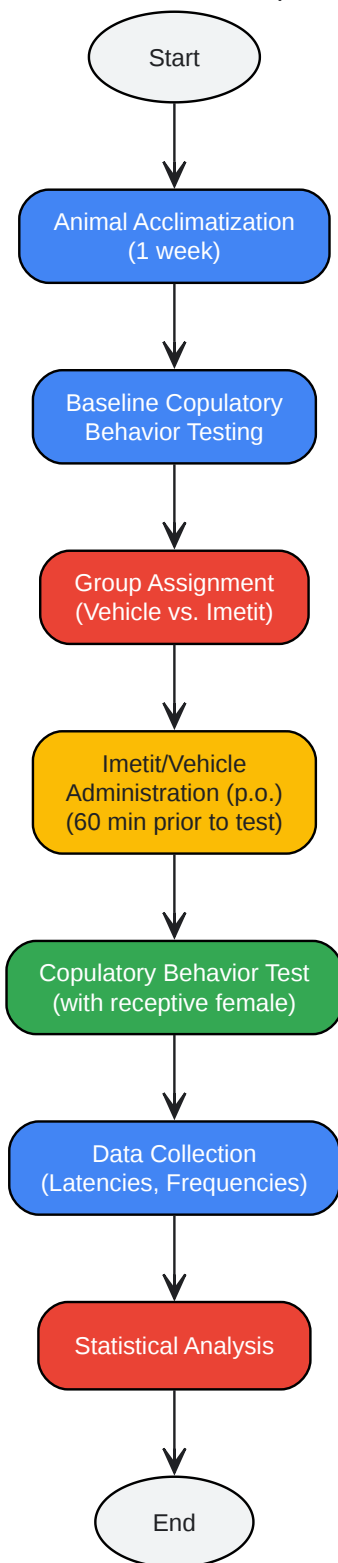 Start
Animal Acclimatization
(1 week)
Baseline Copulatory
Behavior Testing
Group Assignment
(Vehicle vs. Imetit)
Imetit/Vehicle
Administration (p.o.)
(60 min prior to test)
Copulatory Behavior Test
(with receptive female)
Data Collection
(Latencies, Frequencies)
Statistical Analysis
End